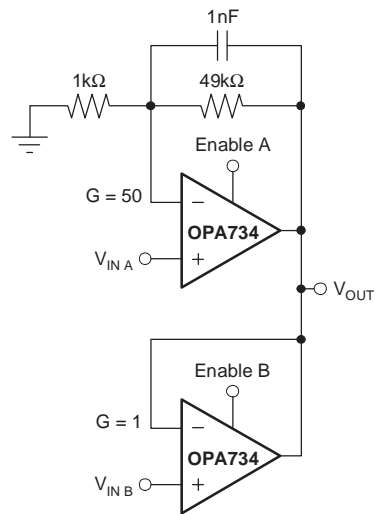 1nF
1kΩ
49kΩ
Enable A
G = 50
−
OPA734
V_IN A
+
V_OUT
Enable B
G = 1
−
OPA734
V_IN B
+